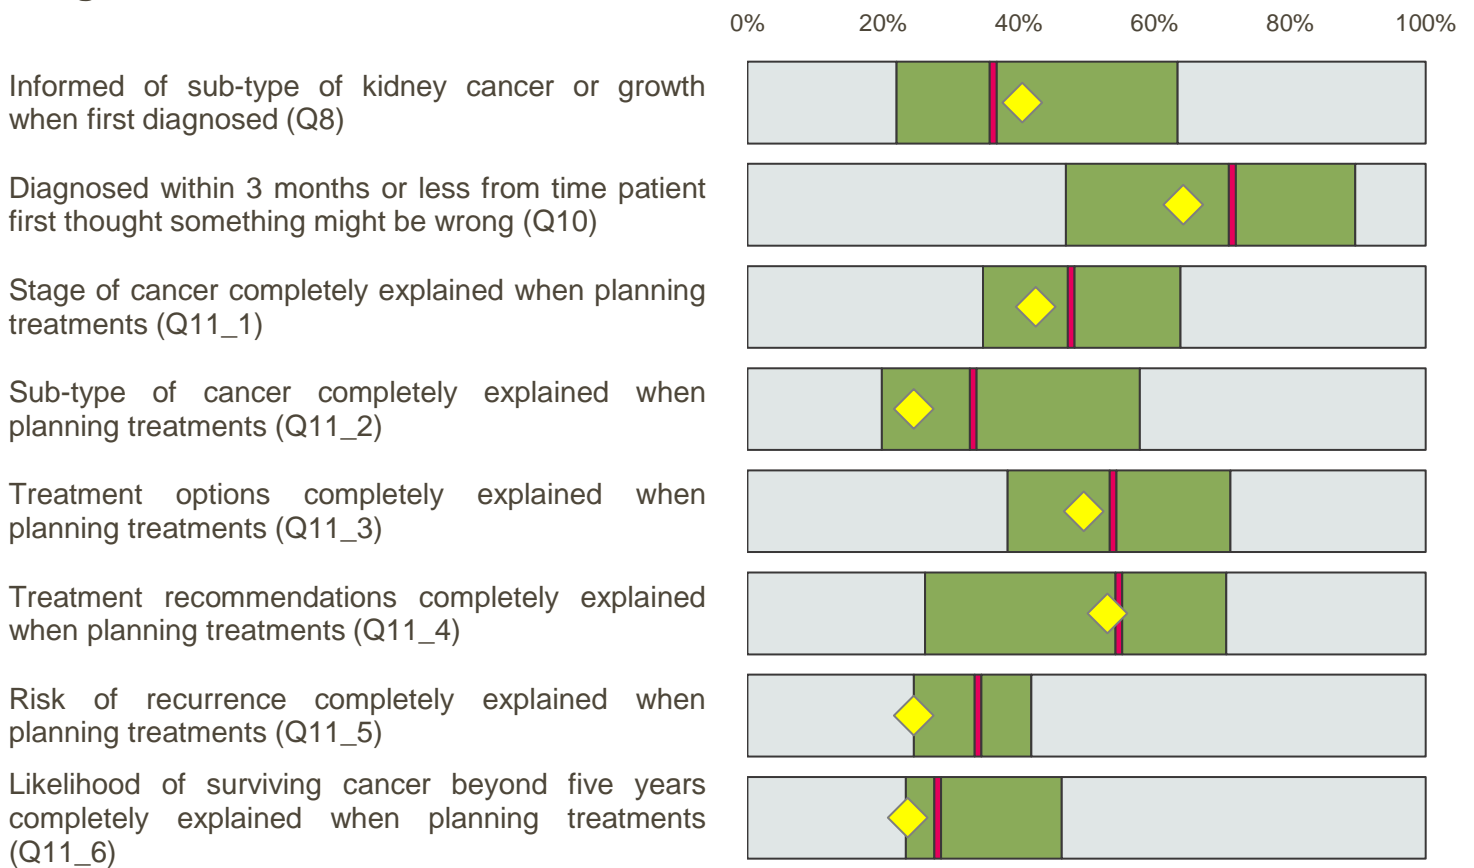 0% 20% 40% 60% 80% 100%
Informed of sub-type of kidney cancer or growth
when first diagnosed (Q8)
Diagnosed within 3 months or less from time patient
first thought something might be wrong (Q10)
Stage of cancer completely explained when planning
treatments (Q11_1)
Sub-type of cancer completely explained when
planning treatments (Q11_2)
Treatment options completely explained when
planning treatments (Q11_3)
Treatment recommendations completely explained
when planning treatments (Q11_4)
Risk of recurrence completely explained when
planning treatments (Q11_5)
Likelihood of surviving cancer beyond five years
completely explained when planning treatments
(Q11_6)